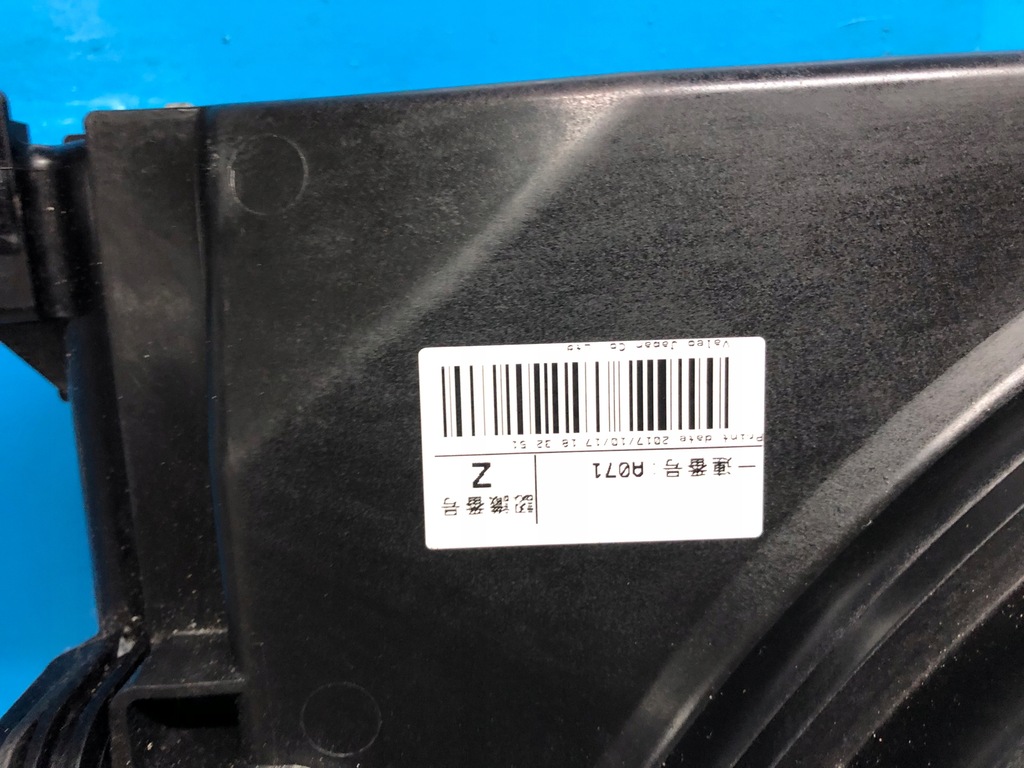 認識番号
一連番号:A071
Z
Print date 2017/10/17 18 32 51
Valeo Japan Co. Ltd